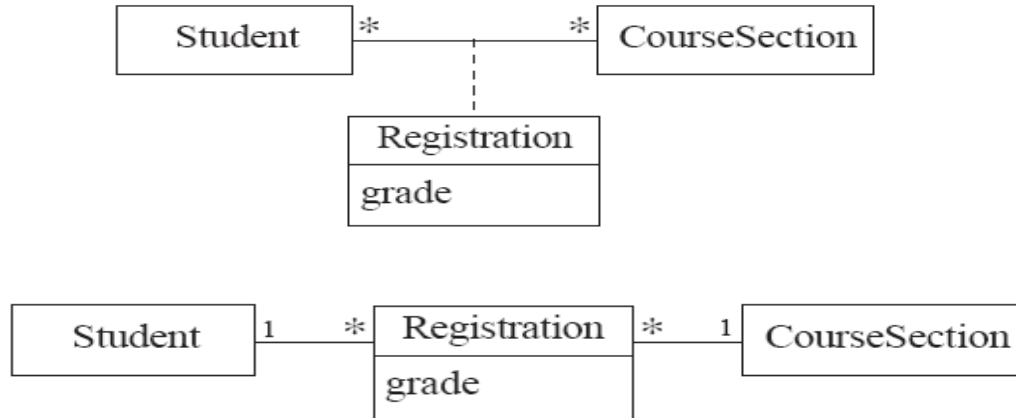 Student * * CourseSection
Registration
grade
Student 1 * Registration * 1 CourseSection
grade